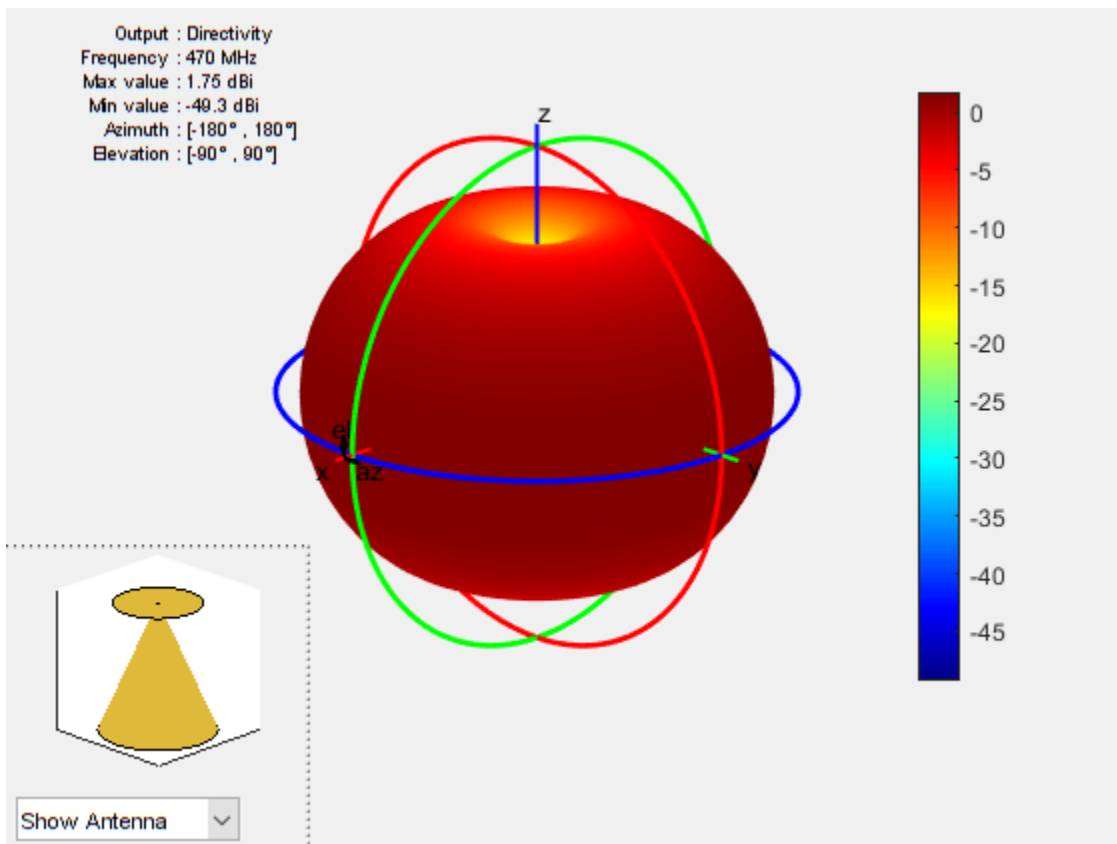 Output : Directivity
Frequency : 470 MHz
Max value : 1.75 dBi
Min value : -49.3 dBi
Azimuth : [-180° , 180°]
Elevation : [-90° , 90°]
z
el
x
az
y
0
-5
-10
-15
-20
-25
-30
-35
-40
-45
Show Antenna